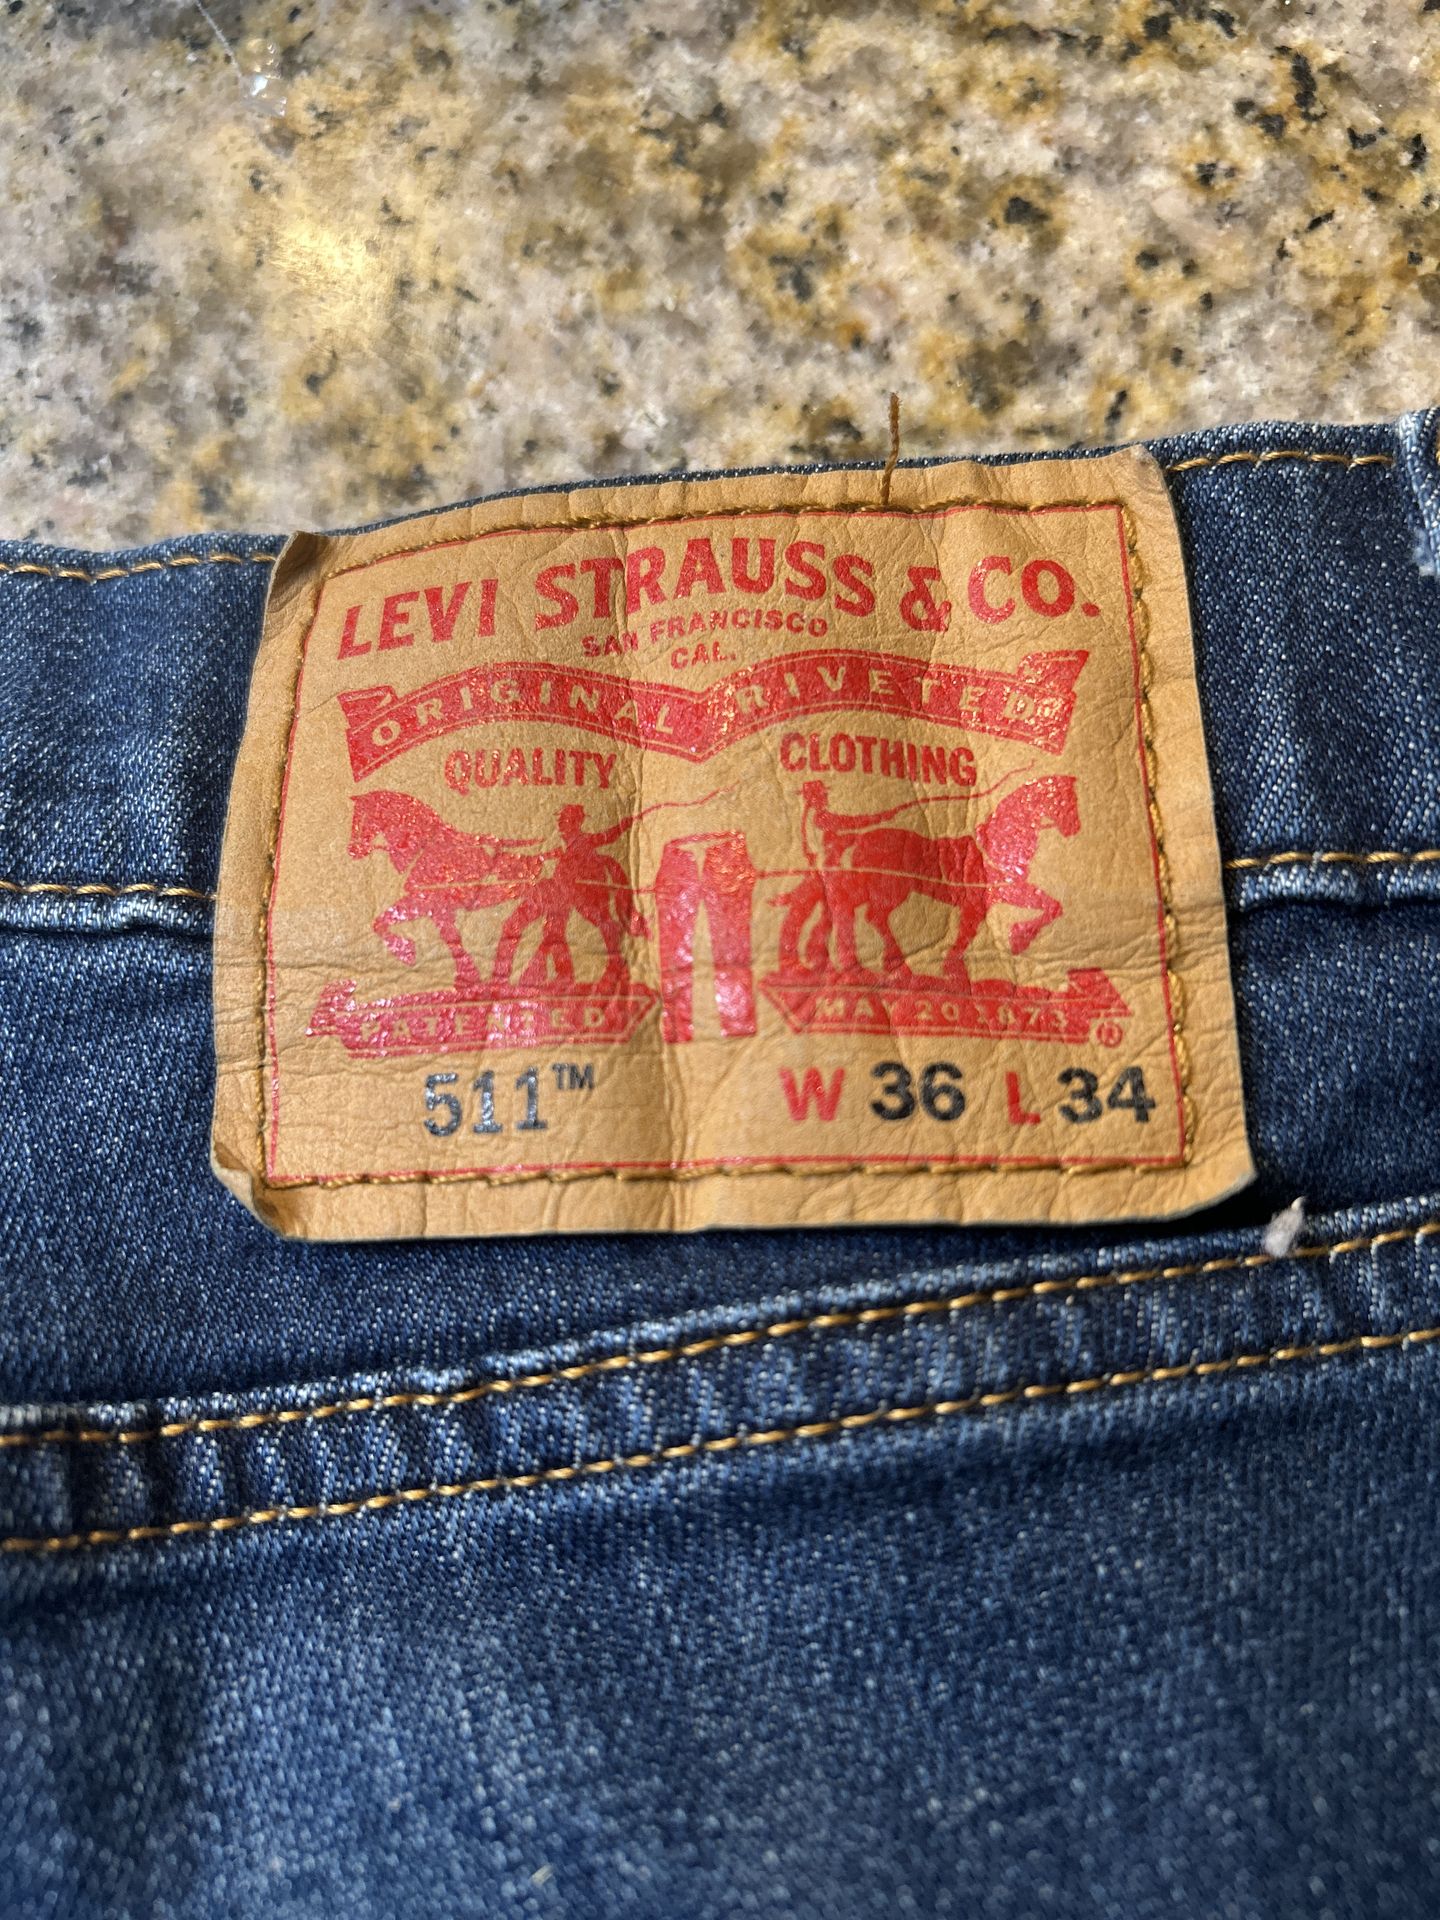 LEVI STRAUSS & CO.
SAN FRANCISCO
CAL.
ORIGINAL RIVETED
QUALITY CLOTHING
PATENTED MAY 20 1873 ®
511™ W 36 L 34